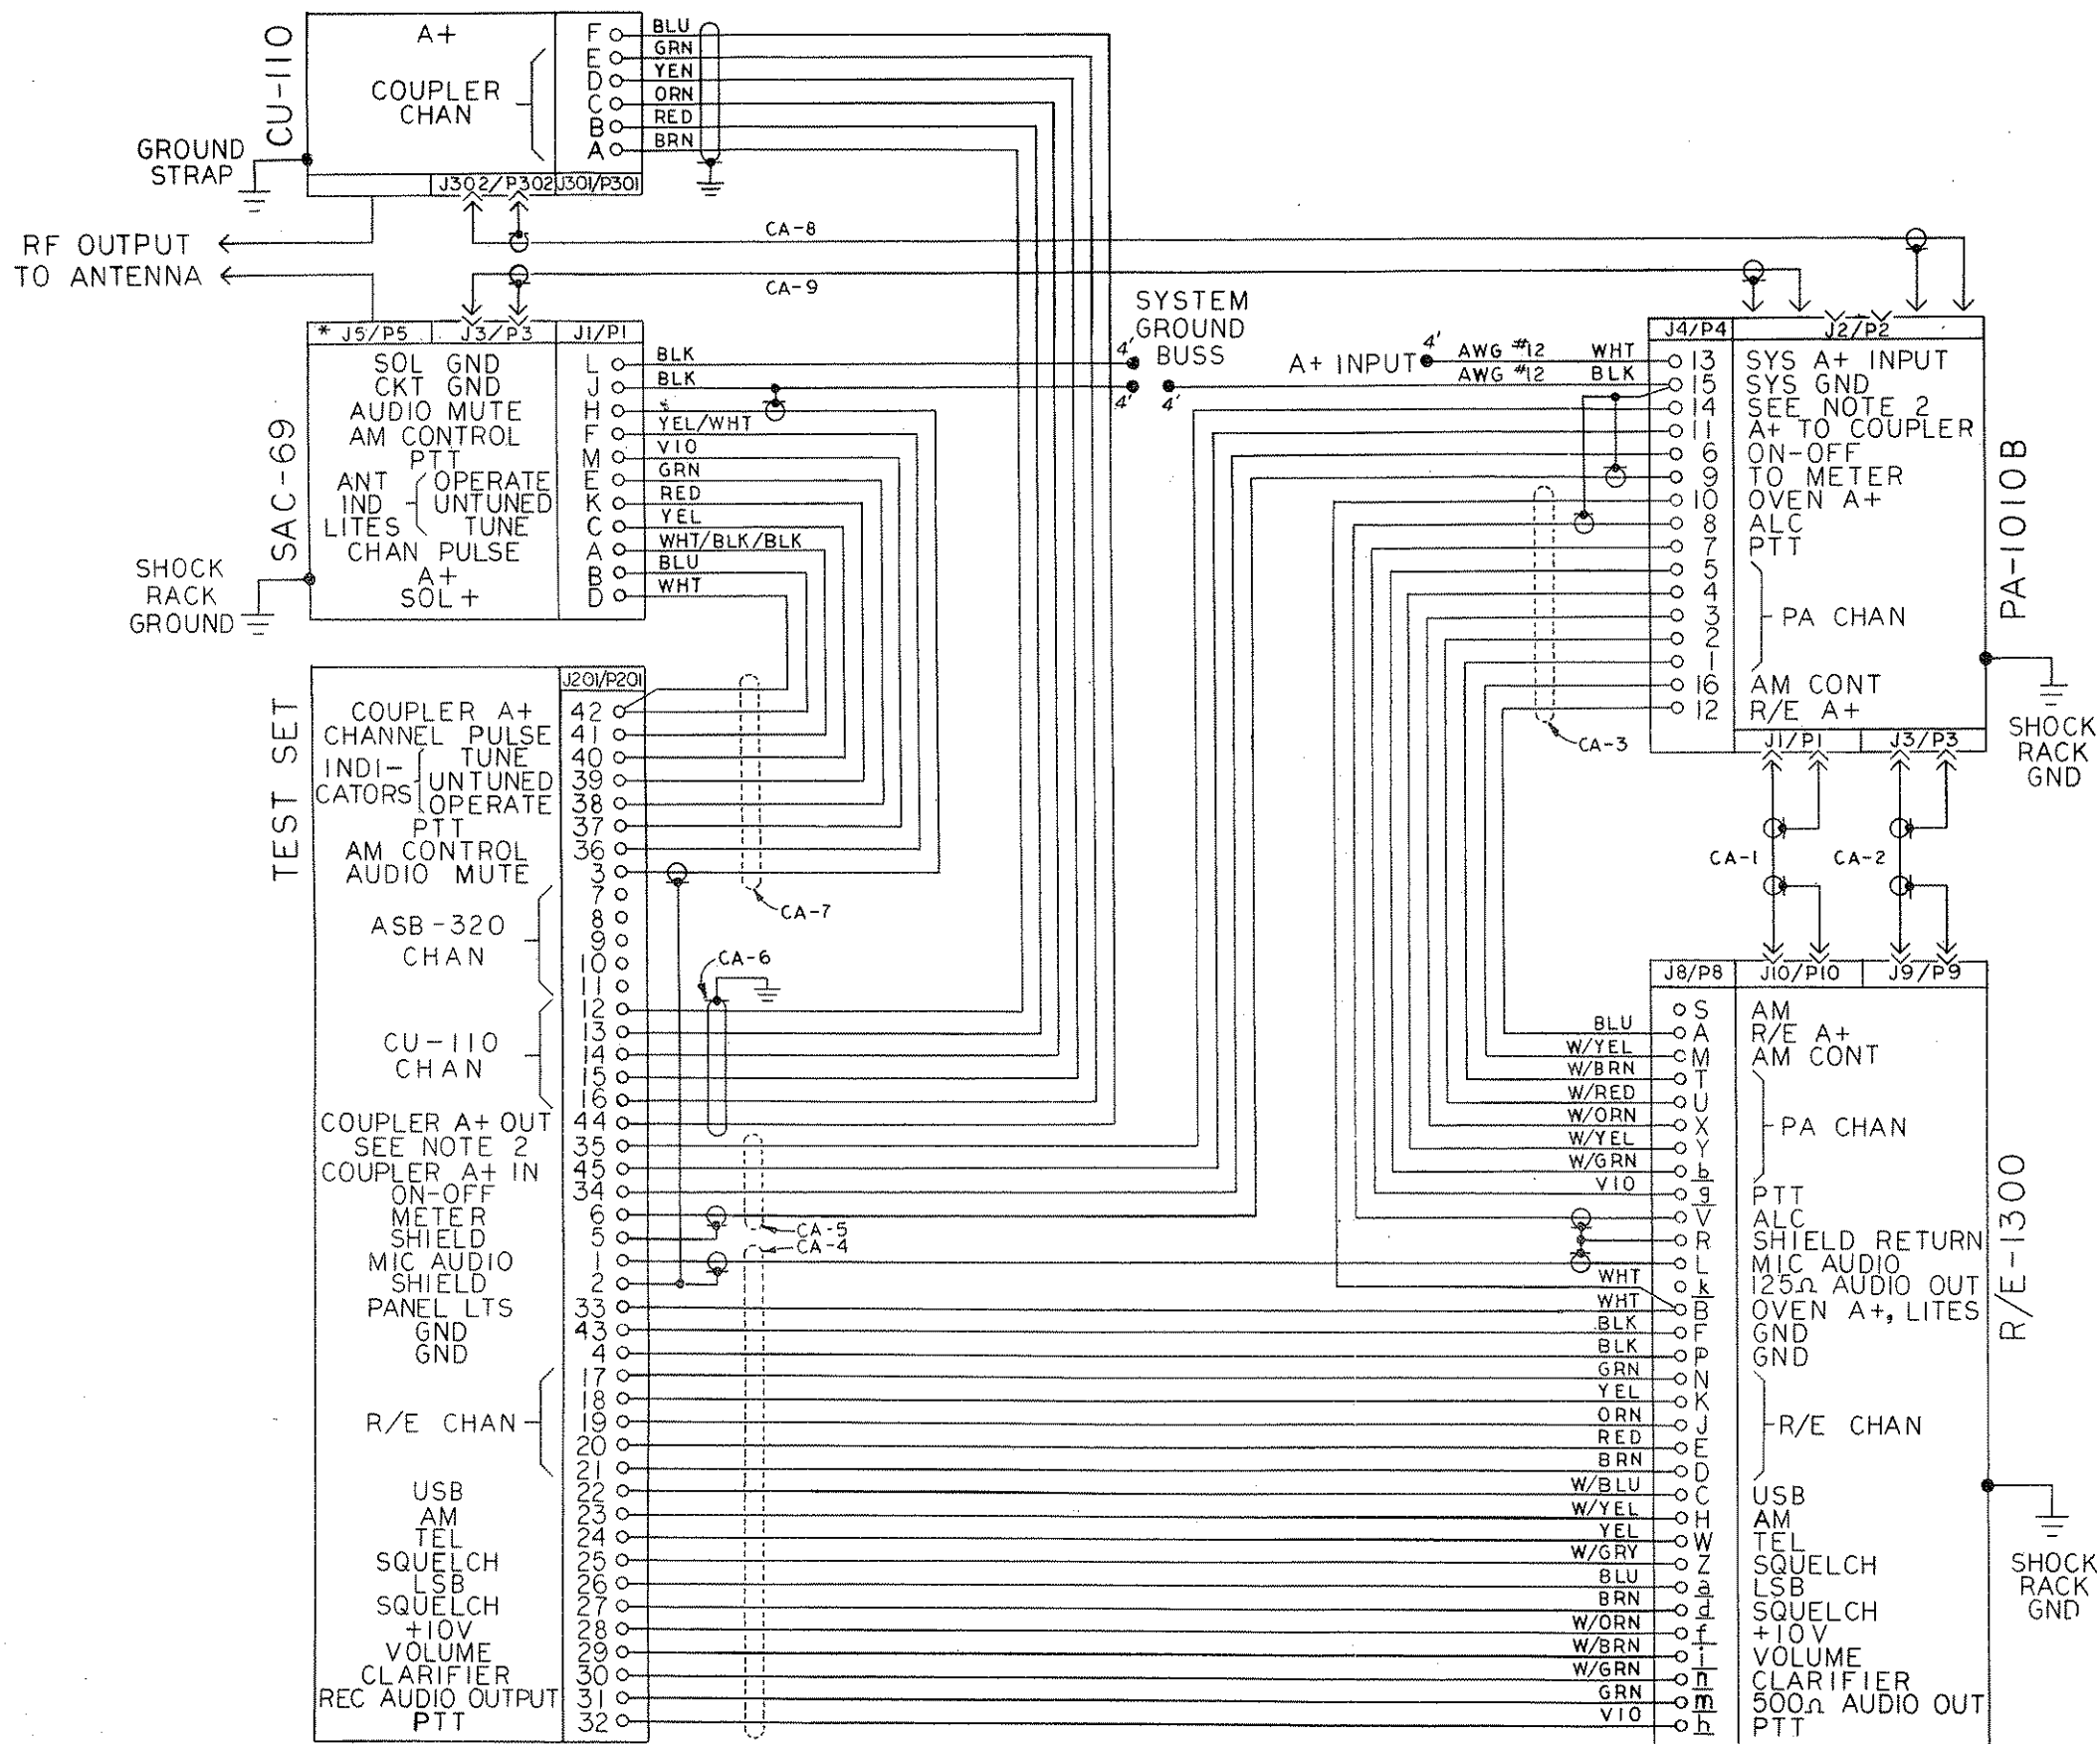 CU-110
A+
COUPLER
CHAN
F BLU
E GRN
D YEN
C ORN
B RED
A BRN
J302/P302 J301/P301
GROUND
STRAP
RF OUTPUT
TO ANTENNA
CA-8
CA-9
SAC-69
* J5/P5 J3/P3 J1/P1
SOL GND L BLK
CKT GND J BLK
AUDIO MUTE H S
AM CONTROL F YEL/WHT
PTT M VIO
ANT IND LITES
OPERATE E GRN
UNTUNED K RED
TUNE C YEL
CHAN PULSE A WHT/BLK/BLK
A+ B BLU
SOL + D WHT
SHOCK
RACK
GROUND
SYSTEM
GROUND
BUSS
4'
4'
4'
A+ INPUT 4' AWG #12 WHT
AWG #12 BLK
PA-1010B
J4/P4 J2/P2
13 SYS A+ INPUT
15 SYS GND
14 SEE NOTE 2
11 A+ TO COUPLER
6 ON-OFF
9 TO METER
10 OVEN A+
8 ALC
7 PTT
5
4
3 PA CHAN
2
1
16 AM CONT
12 R/E A+
J1/P1 J3/P3
CA-3
SHOCK
RACK
GND
CA-1 CA-2
TEST SET
J201/P201
COUPLER A+ 42
CHANNEL PULSE 41
INDI-
CATORS
TUNE 40
UNTUNED 39
OPERATE 38
PTT 37
AM CONTROL 36
AUDIO MUTE 3
7
8
ASB-320
CHAN
9
10
11
12
13
CU-110
CHAN
14
15
16
COUPLER A+ OUT 44
SEE NOTE 2 35
COUPLER A+ IN 45
ON-OFF 34
METER 6
SHIELD 5
MIC AUDIO 1
SHIELD 2
PANEL LTS 33
GND 43
GND 4
17
18
R/E CHAN 19
20
21
USB 22
AM 23
TEL 24
SQUELCH 25
LSB 26
SQUELCH 27
+10V 28
VOLUME 29
CLARIFIER 30
REC AUDIO OUTPUT 31
PTT 32
CA-7
CA-6
CA-5
CA-4
R/E-1300
J8/P8 J10/P10 J9/P9
S AM
BLU A R/E A+
W/YEL M AM CONT
W/BRN T
W/RED U
W/ORN X PA CHAN
W/YEL Y
W/GRN b
VIO g PTT
V ALC
R SHIELD RETURN
L MIC AUDIO
WHT k 125Ω AUDIO OUT
WHT B OVEN A+, LITES
BLK F GND
BLK P GND
GRN N
YEL K
ORN J R/E CHAN
RED E
BRN D
W/BLU C USB
W/YEL H AM
YEL W TEL
W/GRY Z SQUELCH
BLU a LSB
BRN d SQUELCH
W/ORN f +10V
W/BRN i VOLUME
W/GRN n CLARIFIER
GRN m 500Ω AUDIO OUT
VIO h PTT
SHOCK
RACK
GND